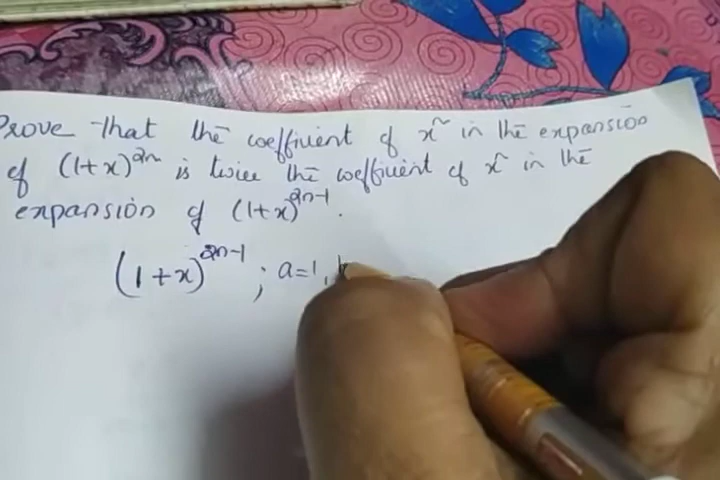 Prove that the coefficient of xⁿ in the expansion
of (1+x)²ⁿ is twice the coefficient of xⁿ in the
expansion of (1+x)²ⁿ⁻¹.
(1+x)²ⁿ⁻¹ ; a=1, b